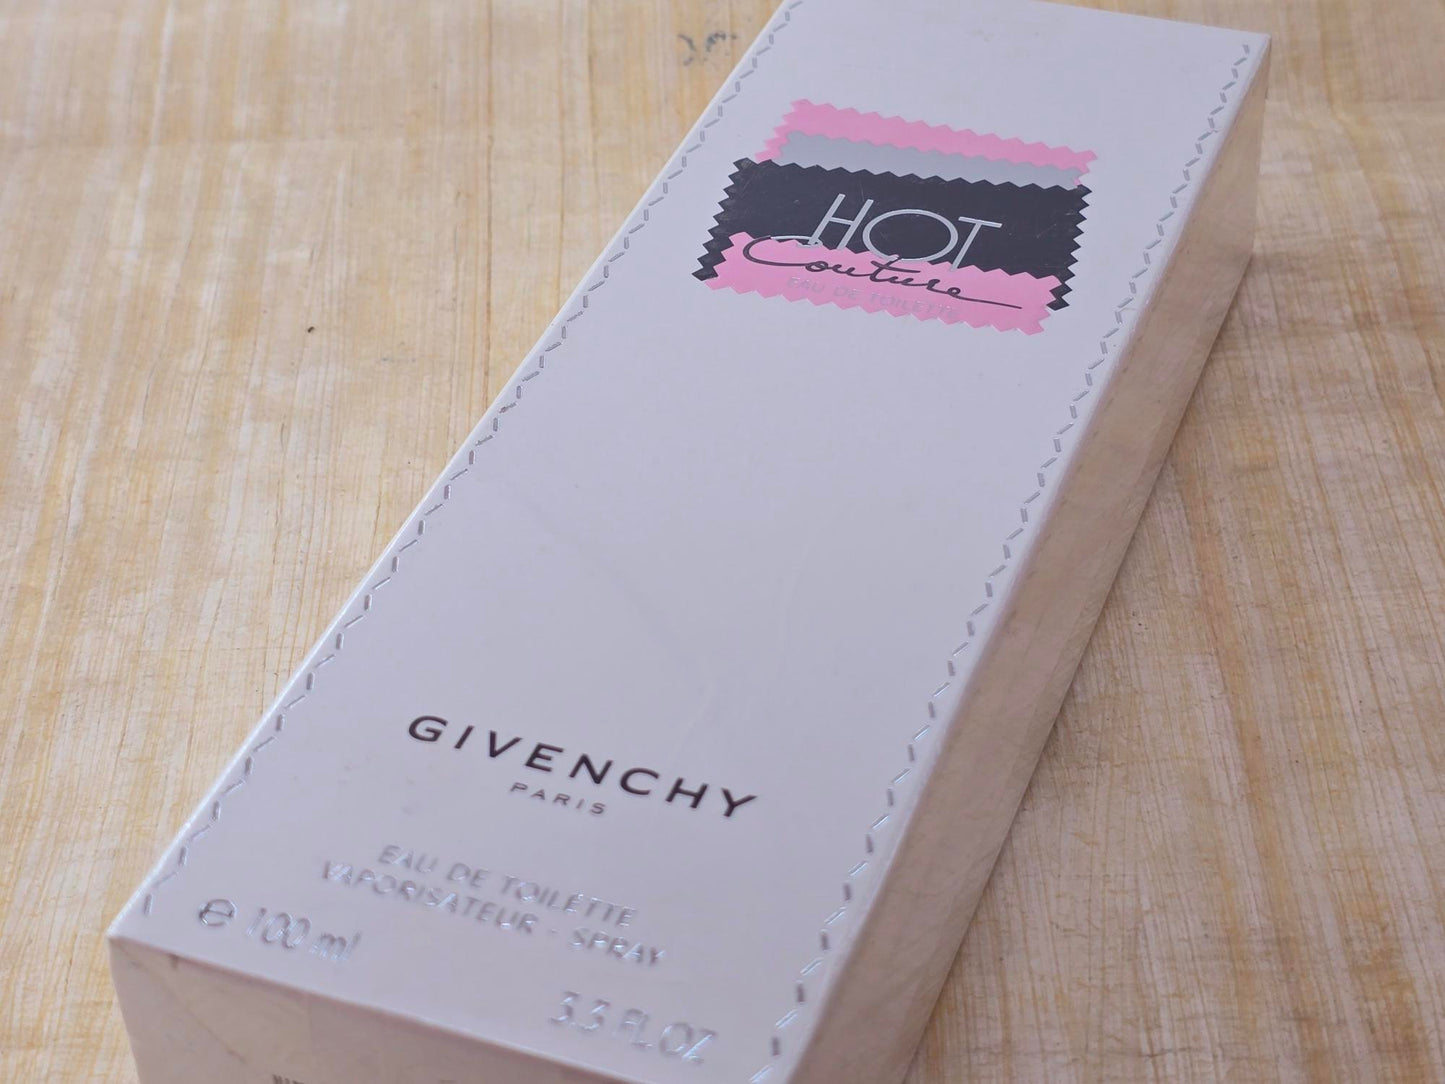 HOT
Couture
EAU DE TOILETTE
GIVENCHY
PARIS
EAU DE TOILETTE
VAPORISATEUR - SPRAY
℮ 100 ml
3.3 FL.OZ